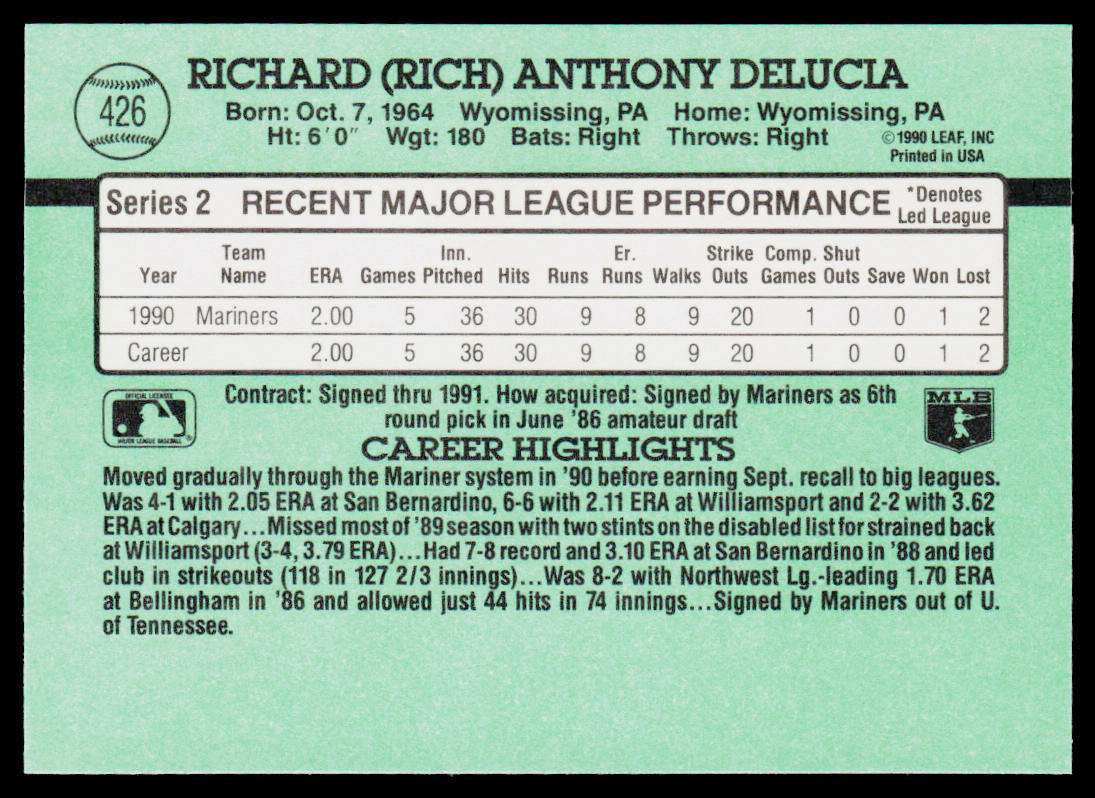 426
RICHARD (RICH) ANTHONY DELUCIA
Born: Oct. 7, 1964 Wyomissing, PA Home: Wyomissing, PA
Ht: 6'0" Wgt: 180 Bats: Right Throws: Right
©1990 LEAF, INC
Printed in USA
Series 2 RECENT MAJOR LEAGUE PERFORMANCE *Denotes Led League
Year Team Name ERA Games Inn. Pitched Hits Runs Er. Runs Walks Strike Outs Comp. Games Shut Outs Save Won Lost
1990 Mariners 2.00 5 36 30 9 8 9 20 1 0 0 1 2
Career 2.00 5 36 30 9 8 9 20 1 0 0 1 2
OFFICIAL LICENSEE
MAJOR LEAGUE BASEBALL
Contract: Signed thru 1991. How acquired: Signed by Mariners as 6th
round pick in June '86 amateur draft
MLB
CAREER HIGHLIGHTS
Moved gradually through the Mariner system in '90 before earning Sept. recall to big leagues.
Was 4-1 with 2.05 ERA at San Bernardino, 6-6 with 2.11 ERA at Williamsport and 2-2 with 3.62
ERA at Calgary...Missed most of '89 season with two stints on the disabled list for strained back
at Williamsport (3-4, 3.79 ERA)...Had 7-8 record and 3.10 ERA at San Bernardino in '88 and led
club in strikeouts (118 in 127 2/3 innings)...Was 8-2 with Northwest Lg.-leading 1.70 ERA
at Bellingham in '86 and allowed just 44 hits in 74 innings...Signed by Mariners out of U.
of Tennessee.